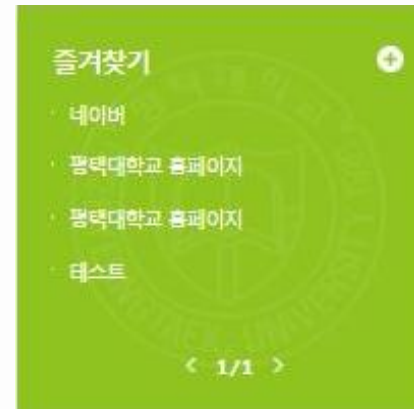 즐겨찾기
네이버
평택대학교 홈페이지
평택대학교 홈페이지
테스트
< 1/1 >